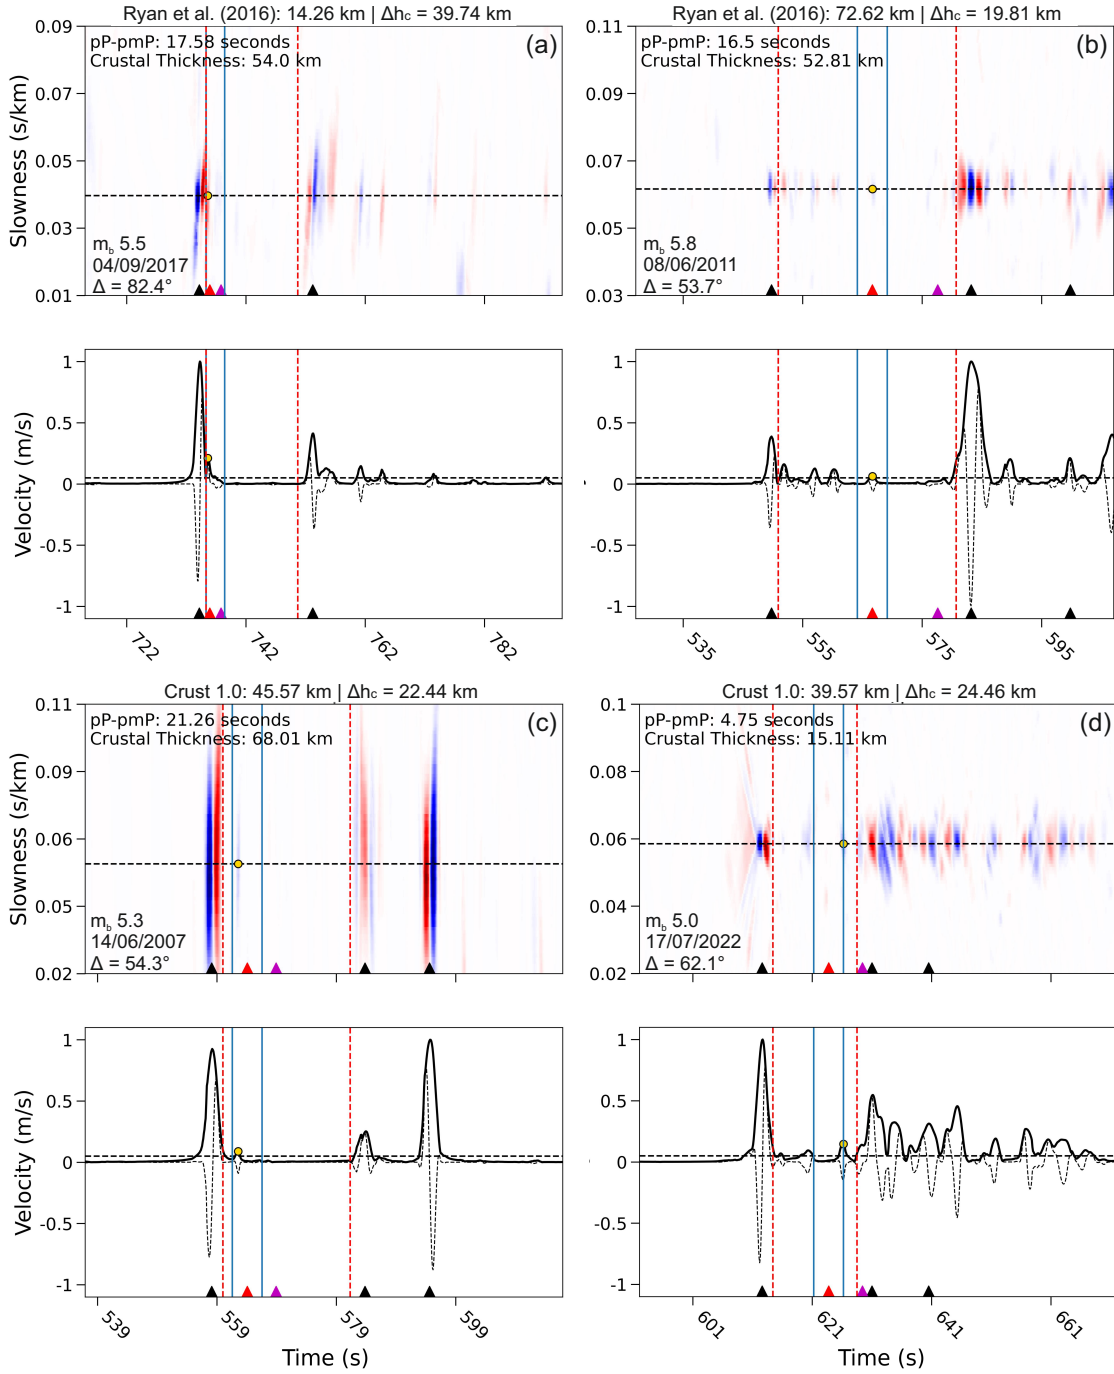 Ryan et al. (2016): 14.26 km | Δhc = 39.74 km
(a)
pP-pmP: 17.58 seconds
Crustal Thickness: 54.0 km
Slowness (s/km)
0.09
0.07
0.05
0.03
0.01
mb 5.5
04/09/2017
Δ = 82.4°
Ryan et al. (2016): 72.62 km | Δhc = 19.81 km
(b)
pP-pmP: 16.5 seconds
Crustal Thickness: 52.81 km
0.11
0.09
0.07
0.05
0.03
mb 5.8
08/06/2011
Δ = 53.7°
Velocity (m/s)
1
0.5
0
-0.5
-1
722
742
762
782
1
0.5
0
-0.5
-1
535
555
575
595
Crust 1.0: 45.57 km | Δhc = 22.44 km
(c)
pP-pmP: 21.26 seconds
Crustal Thickness: 68.01 km
Slowness (s/km)
0.11
0.09
0.06
0.05
0.02
mb 5.3
14/06/2007
Δ = 54.3°
Crust 1.0: 39.57 km | Δhc = 24.46 km
(d)
pP-pmP: 4.75 seconds
Crustal Thickness: 15.11 km
0.1
0.08
0.06
0.04
0.02
mb 5.0
17/07/2022
Δ = 62.1°
Velocity (m/s)
1
0.5
0
-0.5
-1
539
559
579
599
Time (s)
1
0.5
0
-0.5
-1
601
621
641
661
Time (s)